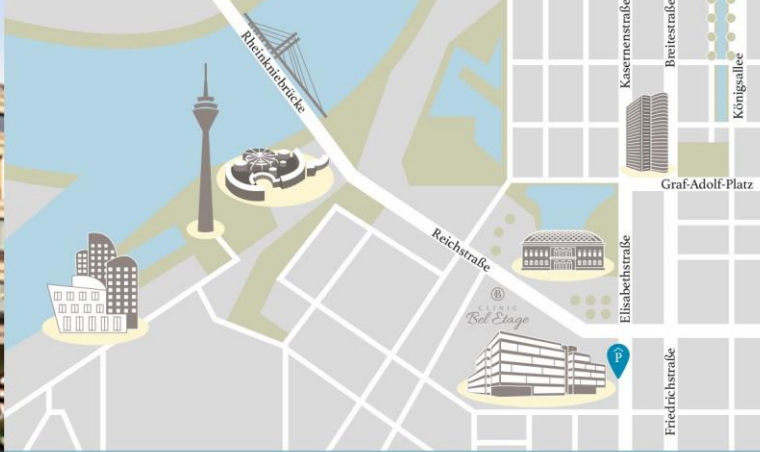 Rheinkniebrücke
Kasernenstraße
Breitestraße
Königsallee
Graf-Adolf-Platz
Reichstraße
Elisabethstraße
B
CLINIC
Bel Etage
P
Friedrichstraße